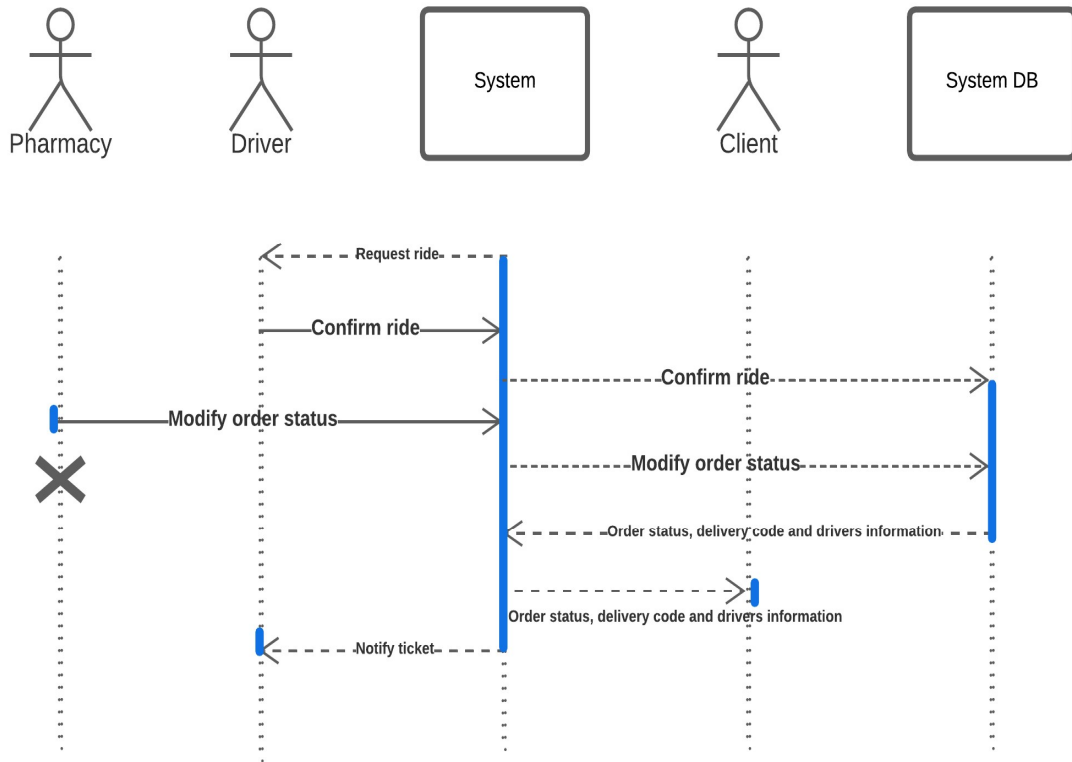 System
System DB
Pharmacy
Driver
Client
Request ride
Confirm ride
Confirm ride
Modify order status
Modify order status
Order status, delivery code and drivers information
Order status, delivery code and drivers information
Notify ticket